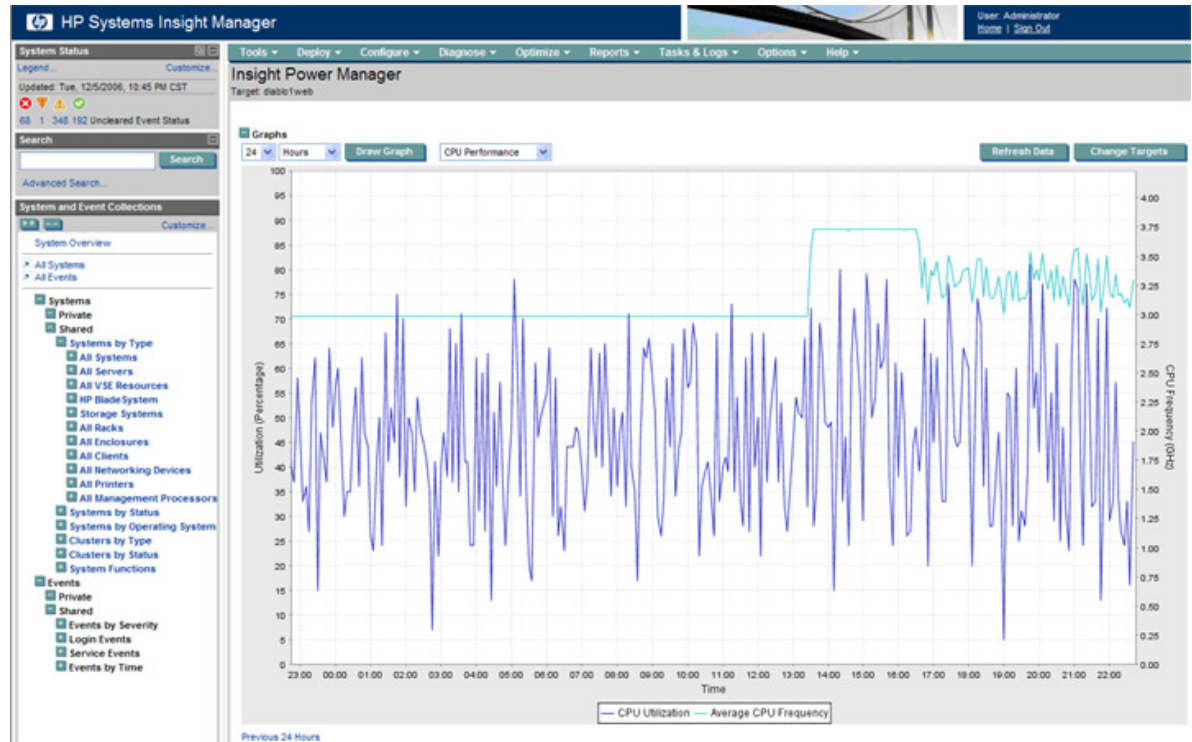 HP Systems Insight Manager
User: Administrator
Home | Sign Out
System Status
Legend... Customize...
Updated: Tue, 12/5/2006, 10:45 PM CST
68 1 348 192 Uncleared Event Status
Search
Search
Advanced Search...
System and Event Collections
Customize...
System Overview
All Systems
All Events
Systems
Private
Shared
Systems by Type
All Systems
All Servers
All VSE Resources
HP BladeSystem
Storage Systems
All Racks
All Enclosures
All Clients
All Networking Devices
All Printers
All Management Processors
Systems by Status
Systems by Operating System
Clusters by Type
Clusters by Status
System Functions
Events
Private
Shared
Events by Severity
Login Events
Service Events
Events by Time
Tools Deploy Configure Diagnose Optimize Reports Tasks & Logs Options Help
Insight Power Manager
Target: diablo1web
Graphs
24 Hours Draw Graph CPU Performance Refresh Data Change Targets
100
95
90
85
80
75
70
65
60
55
50
45
40
35
30
25
20
15
10
5
0
Utilization (Percentage)
4.00
3.75
3.50
3.25
3.00
2.75
2.50
2.25
2.00
1.75
1.50
1.25
1.00
0.75
0.50
0.25
0.00
CPU Frequency (GHz)
23:00 00:00 01:00 02:00 03:00 04:00 05:00 06:00 07:00 08:00 09:00 10:00 11:00 12:00 13:00 14:00 15:00 16:00 17:00 18:00 19:00 20:00 21:00 22:00
Time
CPU Utilization Average CPU Frequency
Previous 24 Hours